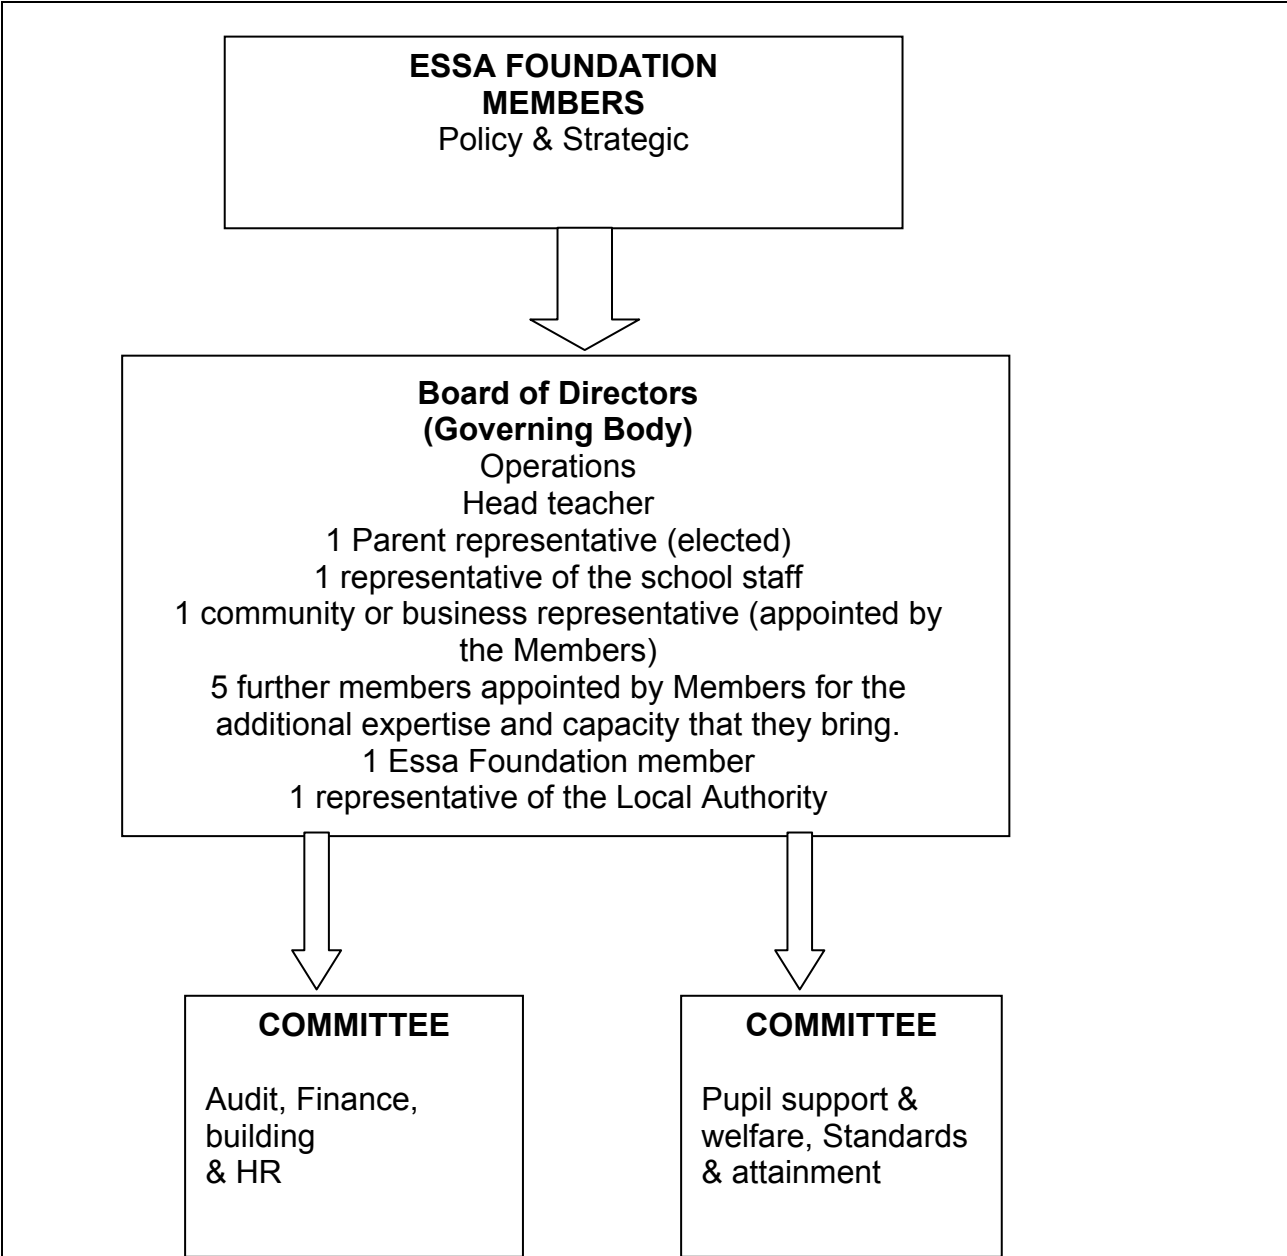 ESSA FOUNDATION
MEMBERS
Policy & Strategic
Board of Directors
(Governing Body)
Operations
Head teacher
1 Parent representative (elected)
1 representative of the school staff
1 community or business representative (appointed by
the Members)
5 further members appointed by Members for the
additional expertise and capacity that they bring.
1 Essa Foundation member
1 representative of the Local Authority
COMMITTEE
Audit, Finance,
building
& HR
COMMITTEE
Pupil support &
welfare, Standards
& attainment